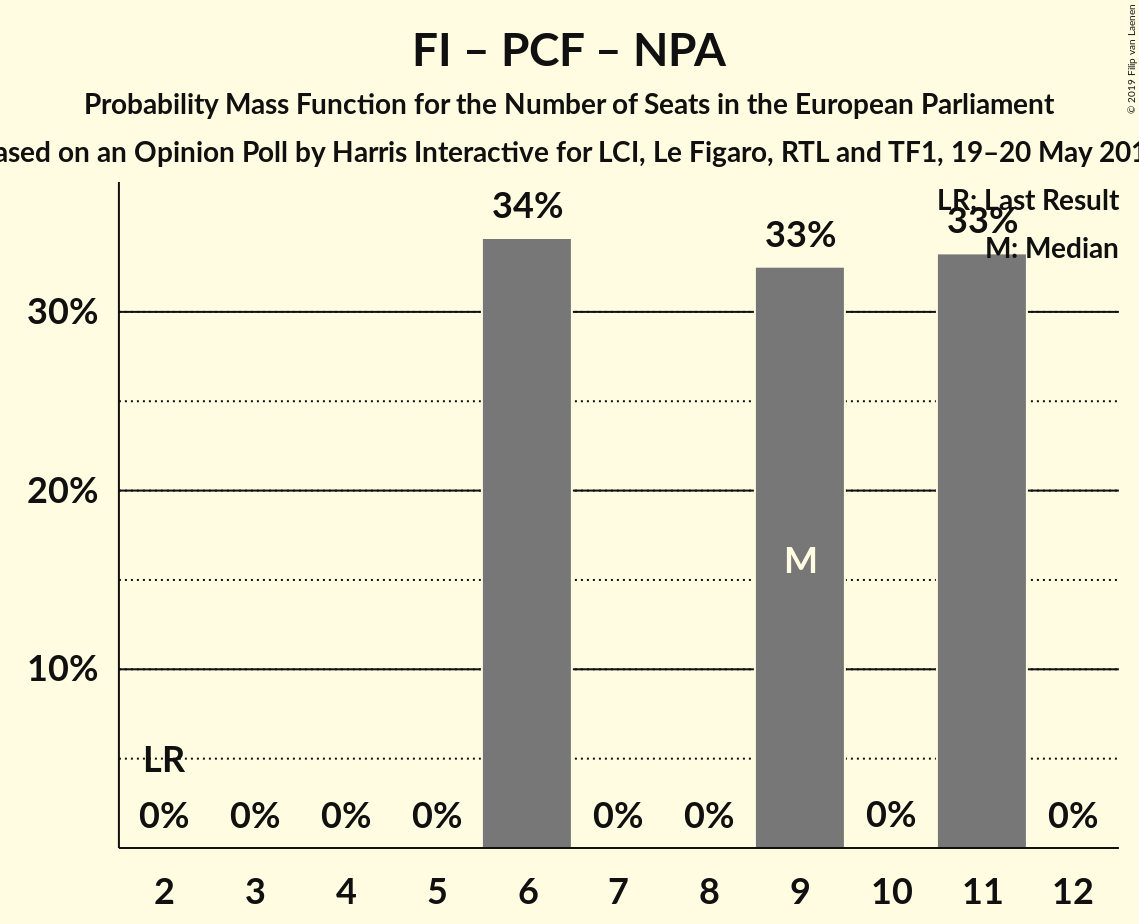 FI – PCF – NPA
Probability Mass Function for the Number of Seats in the European Parliament
ased on an Opinion Poll by Harris Interactive for LCI, Le Figaro, RTL and TF1, 19–20 May 201
© 2019 Filip van Laenen
LR: Last Result
M: Median
34%
33%
33%
30%
20%
10%
M
LR
0% 0% 0% 0% 0% 0% 0% 0%
2 3 4 5 6 7 8 9 10 11 12